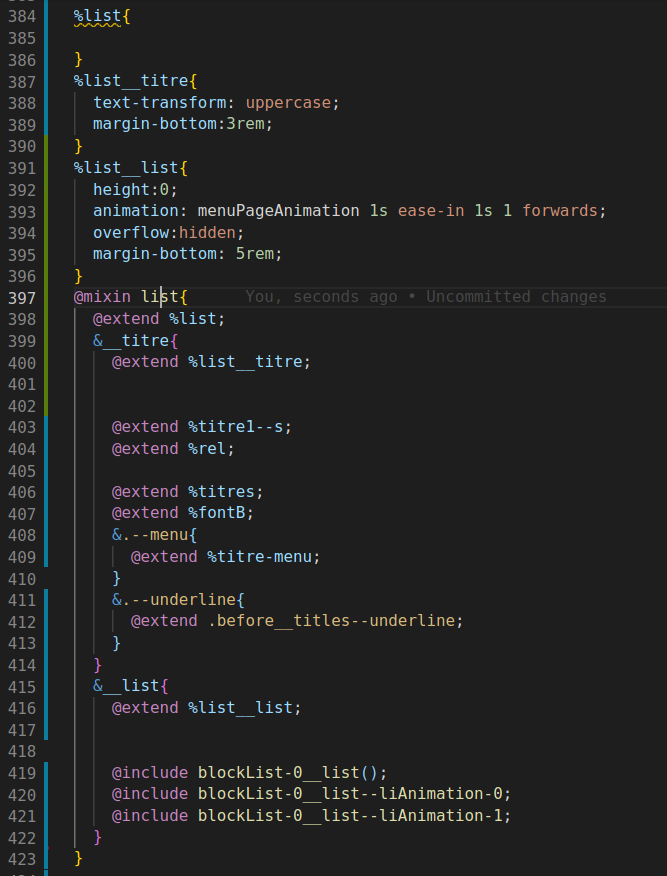 384 %list{
385
386 }
387 %list__titre{
388 text-transform: uppercase;
389 margin-bottom:3rem;
390 }
391 %list__list{
392 height:0;
393 animation: menuPageAnimation 1s ease-in 1s 1 forwards;
394 overflow:hidden;
395 margin-bottom: 5rem;
396 }
397 @mixin list{ You, seconds ago • Uncommitted changes
398 @extend %list;
399 &__titre{
400 @extend %list__titre;
401
402
403 @extend %titre1--s;
404 @extend %rel;
405
406 @extend %titres;
407 @extend %fontB;
408 &.--menu{
409 @extend %titre-menu;
410 }
411 &.--underline{
412 @extend .before__titles--underline;
413 }
414 }
415 &__list{
416 @extend %list__list;
417
418
419 @include blockList-0__list();
420 @include blockList-0__list--liAnimation-0;
421 @include blockList-0__list--liAnimation-1;
422 }
423 }